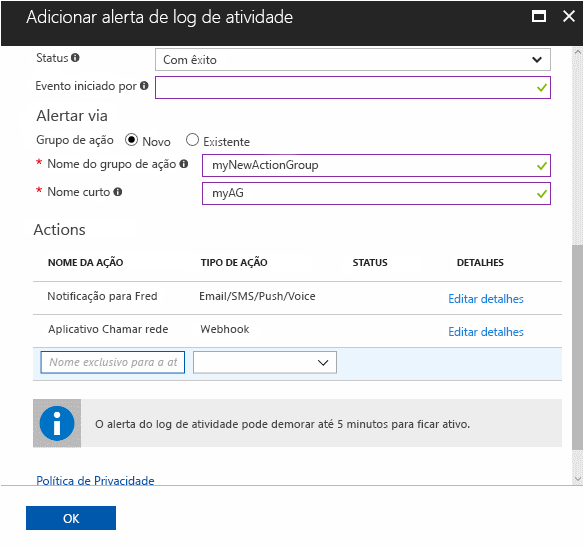 Adicionar alerta de log de atividade
Status
Com êxito
Evento iniciado por
Alertar via
Grupo de ação Novo Existente
* Nome do grupo de ação myNewActionGroup
* Nome curto myAG
Actions
NOME DA AÇÃO TIPO DE AÇÃO STATUS DETALHES
Notificação para Fred Email/SMS/Push/Voice Editar detalhes
Aplicativo Chamar rede Webhook Editar detalhes
Nome exclusivo para a at
O alerta do log de atividade pode demorar até 5 minutos para ficar ativo.
Política de Privacidade
OK